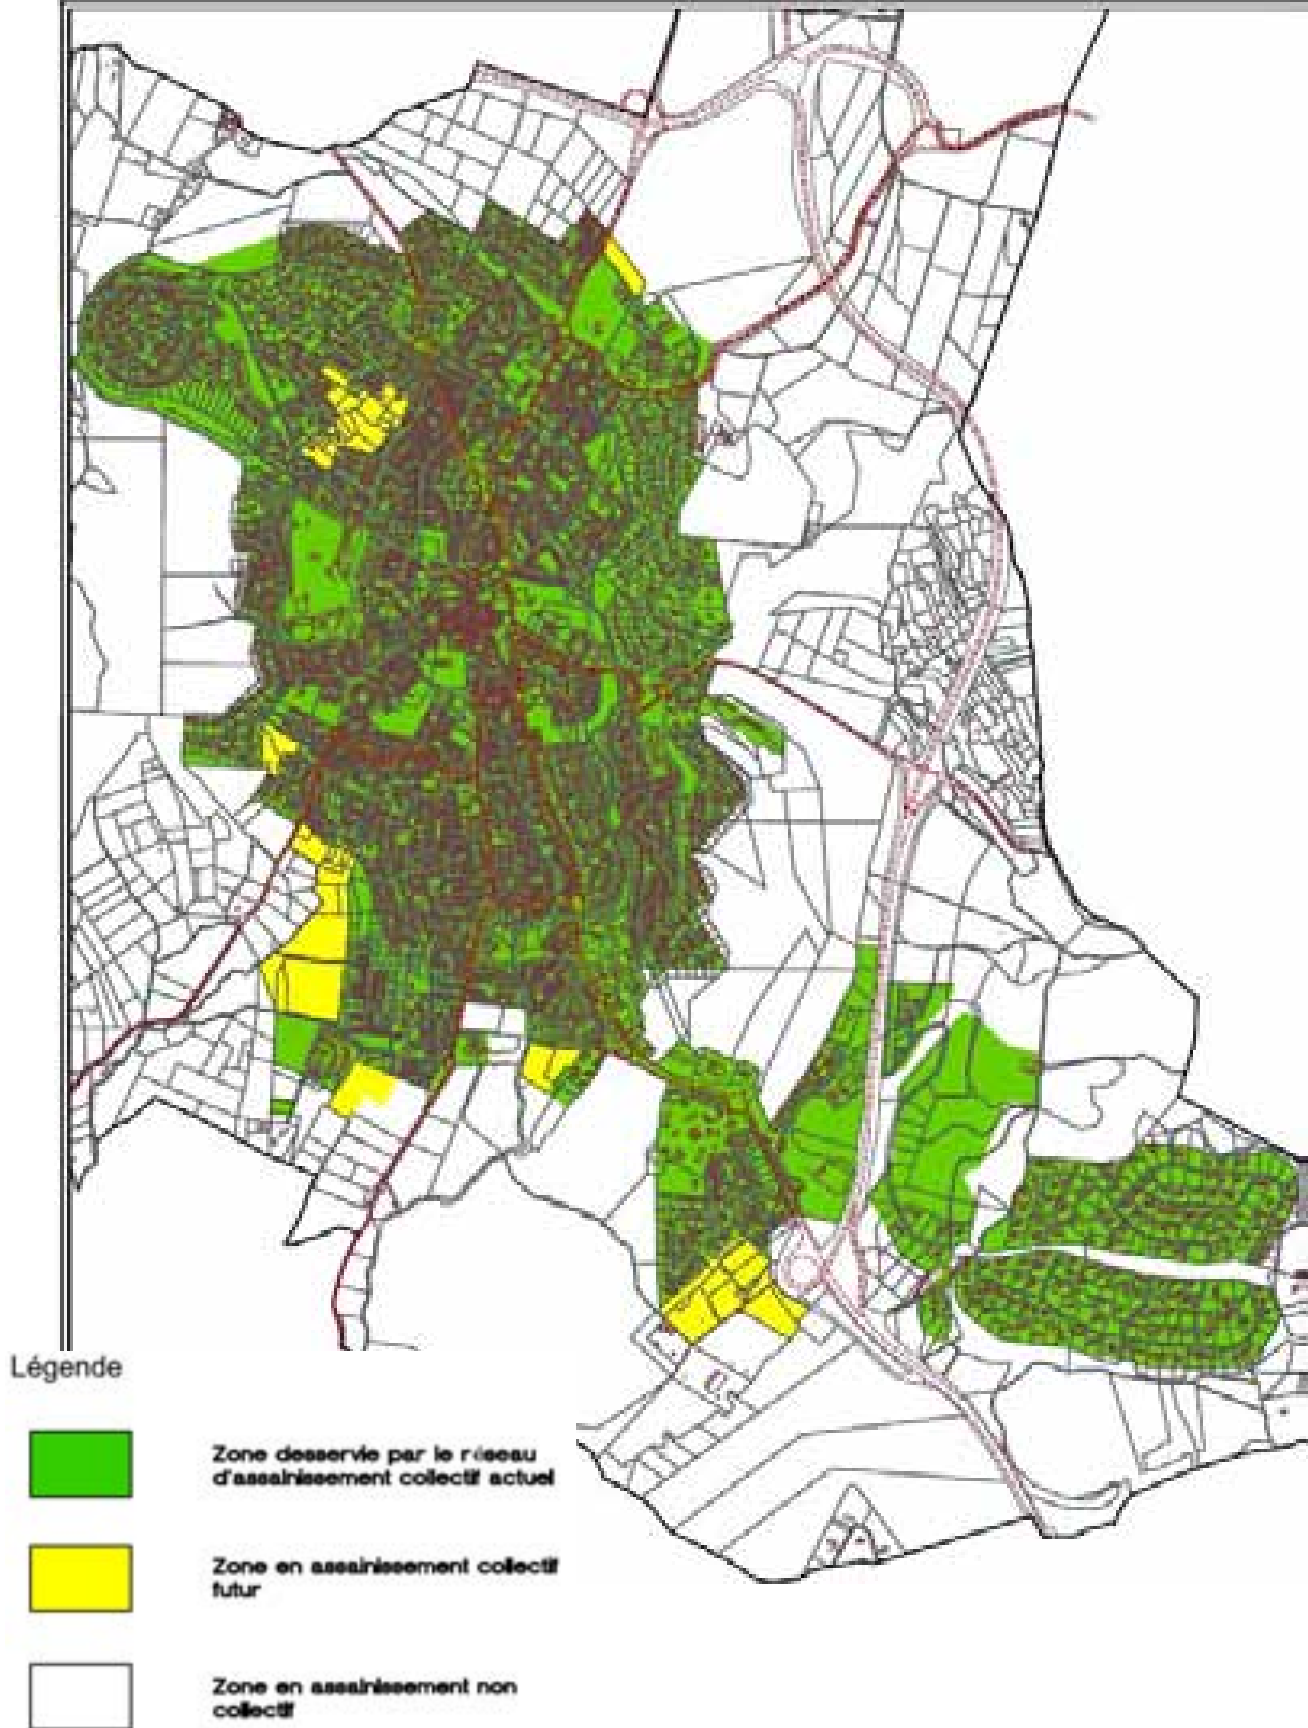 Légende
Zone desservie par le réseau
d'assainissement collectif actuel
Zone en assainissement collectif
futur
Zone en assainissement non
collectif